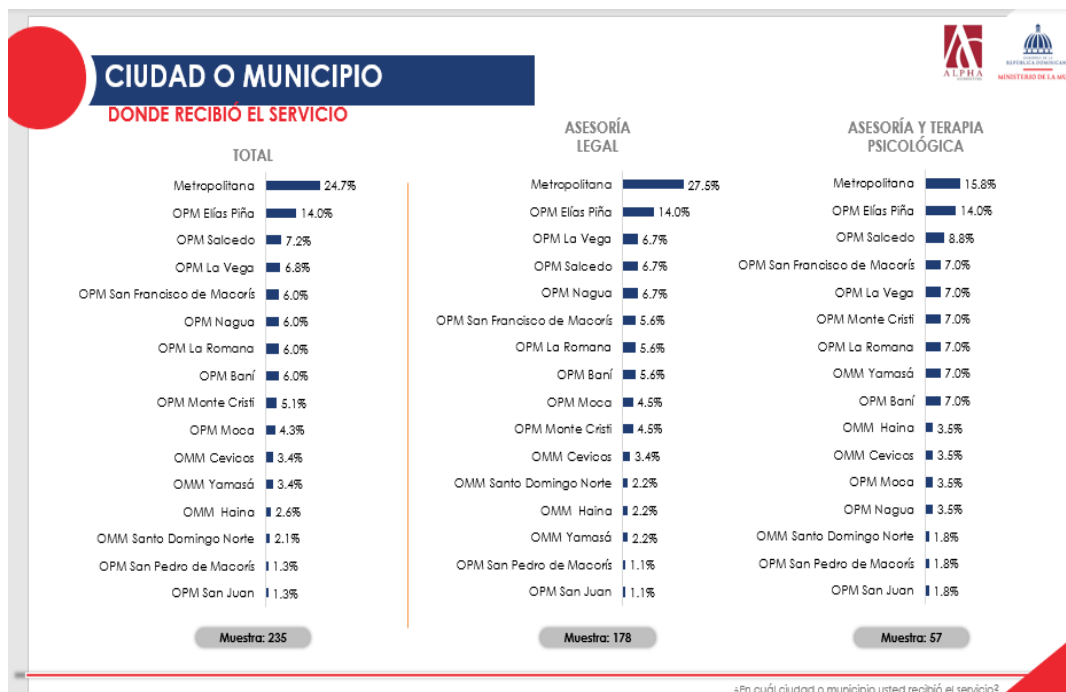 CIUDAD O MUNICIPIO
DONDE RECIBIÓ EL SERVICIO
ALPHA
GOBIERNO DE LA
REPÚBLICA DOMINICANA
MINISTERIO DE LA MU
TOTAL
Metropolitana 24.7%
OPM Elías Piña 14.0%
OPM Salcedo 7.2%
OPM La Vega 6.8%
OPM San Francisco de Macorís 6.0%
OPM Nagua 6.0%
OPM La Romana 6.0%
OPM Baní 6.0%
OPM Monte Cristi 5.1%
OPM Moca 4.3%
OMM Cevicos 3.4%
OMM Yamasá 3.4%
OMM Haina 2.6%
OMM Santo Domingo Norte 2.1%
OPM San Pedro de Macorís 1.3%
OPM San Juan 1.3%
Muestra: 235
ASESORÍA
LEGAL
Metropolitana 27.5%
OPM Elías Piña 14.0%
OPM La Vega 6.7%
OPM Salcedo 6.7%
OPM Nagua 6.7%
OPM San Francisco de Macorís 5.6%
OPM La Romana 5.6%
OPM Baní 5.6%
OPM Moca 4.5%
OPM Monte Cristi 4.5%
OMM Cevicos 3.4%
OMM Santo Domingo Norte 2.2%
OMM Haina 2.2%
OMM Yamasá 2.2%
OPM San Pedro de Macorís 1.1%
OPM San Juan 1.1%
Muestra: 178
ASESORÍA Y TERAPIA
PSICOLÓGICA
Metropolitana 15.8%
OPM Elías Piña 14.0%
OPM Salcedo 8.8%
OPM San Francisco de Macorís 7.0%
OPM La Vega 7.0%
OPM Monte Cristi 7.0%
OPM La Romana 7.0%
OMM Yamasá 7.0%
OPM Baní 7.0%
OMM Haina 3.5%
OMM Cevicos 3.5%
OPM Moca 3.5%
OPM Nagua 3.5%
OMM Santo Domingo Norte 1.8%
OPM San Pedro de Macorís 1.8%
OPM San Juan 1.8%
Muestra: 57
¿En cuál ciudad o municipio usted recibió el servicio?